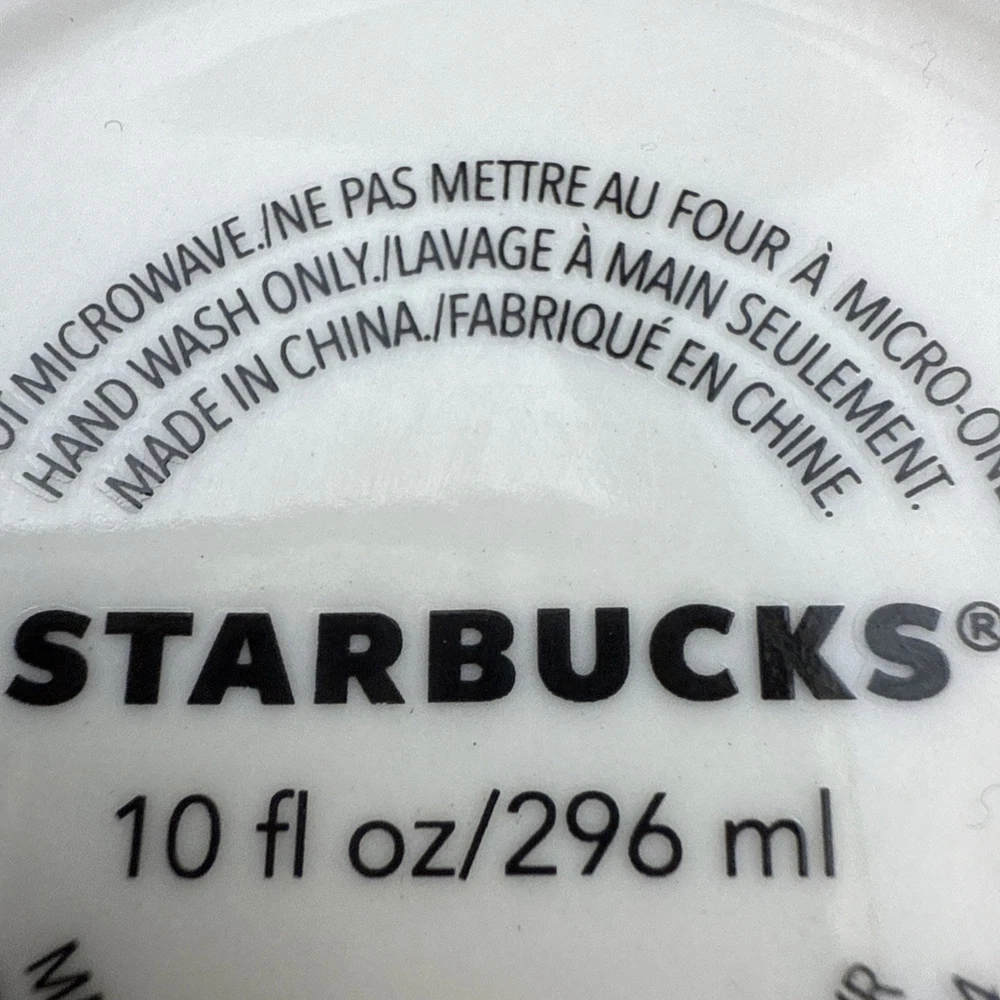 MICROWAVE./NE PAS METTRE AU FOUR À
HAND WASH ONLY./LAVAGE À MAIN SEULEMENT.
MADE IN CHINA./FABRIQUÉ EN CHINE.
STARBUCKS®
10 fl oz/296 ml